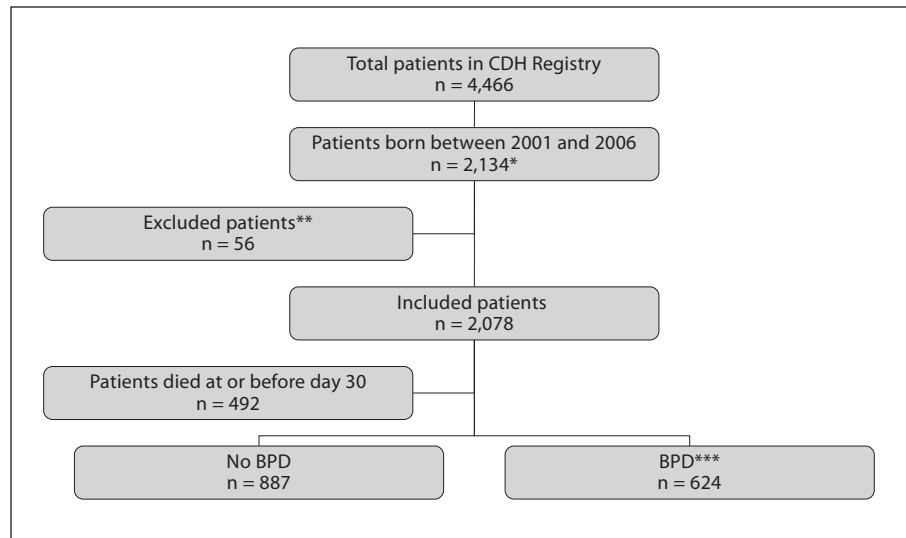 Total patients in CDH Registry
n = 4,466
Patients born between 2001 and 2006
n = 2,134*
Excluded patients**
n = 56
Included patients
n = 2,078
Patients died at or before day 30
n = 492
No BPD
n = 887
BPD***
n = 624